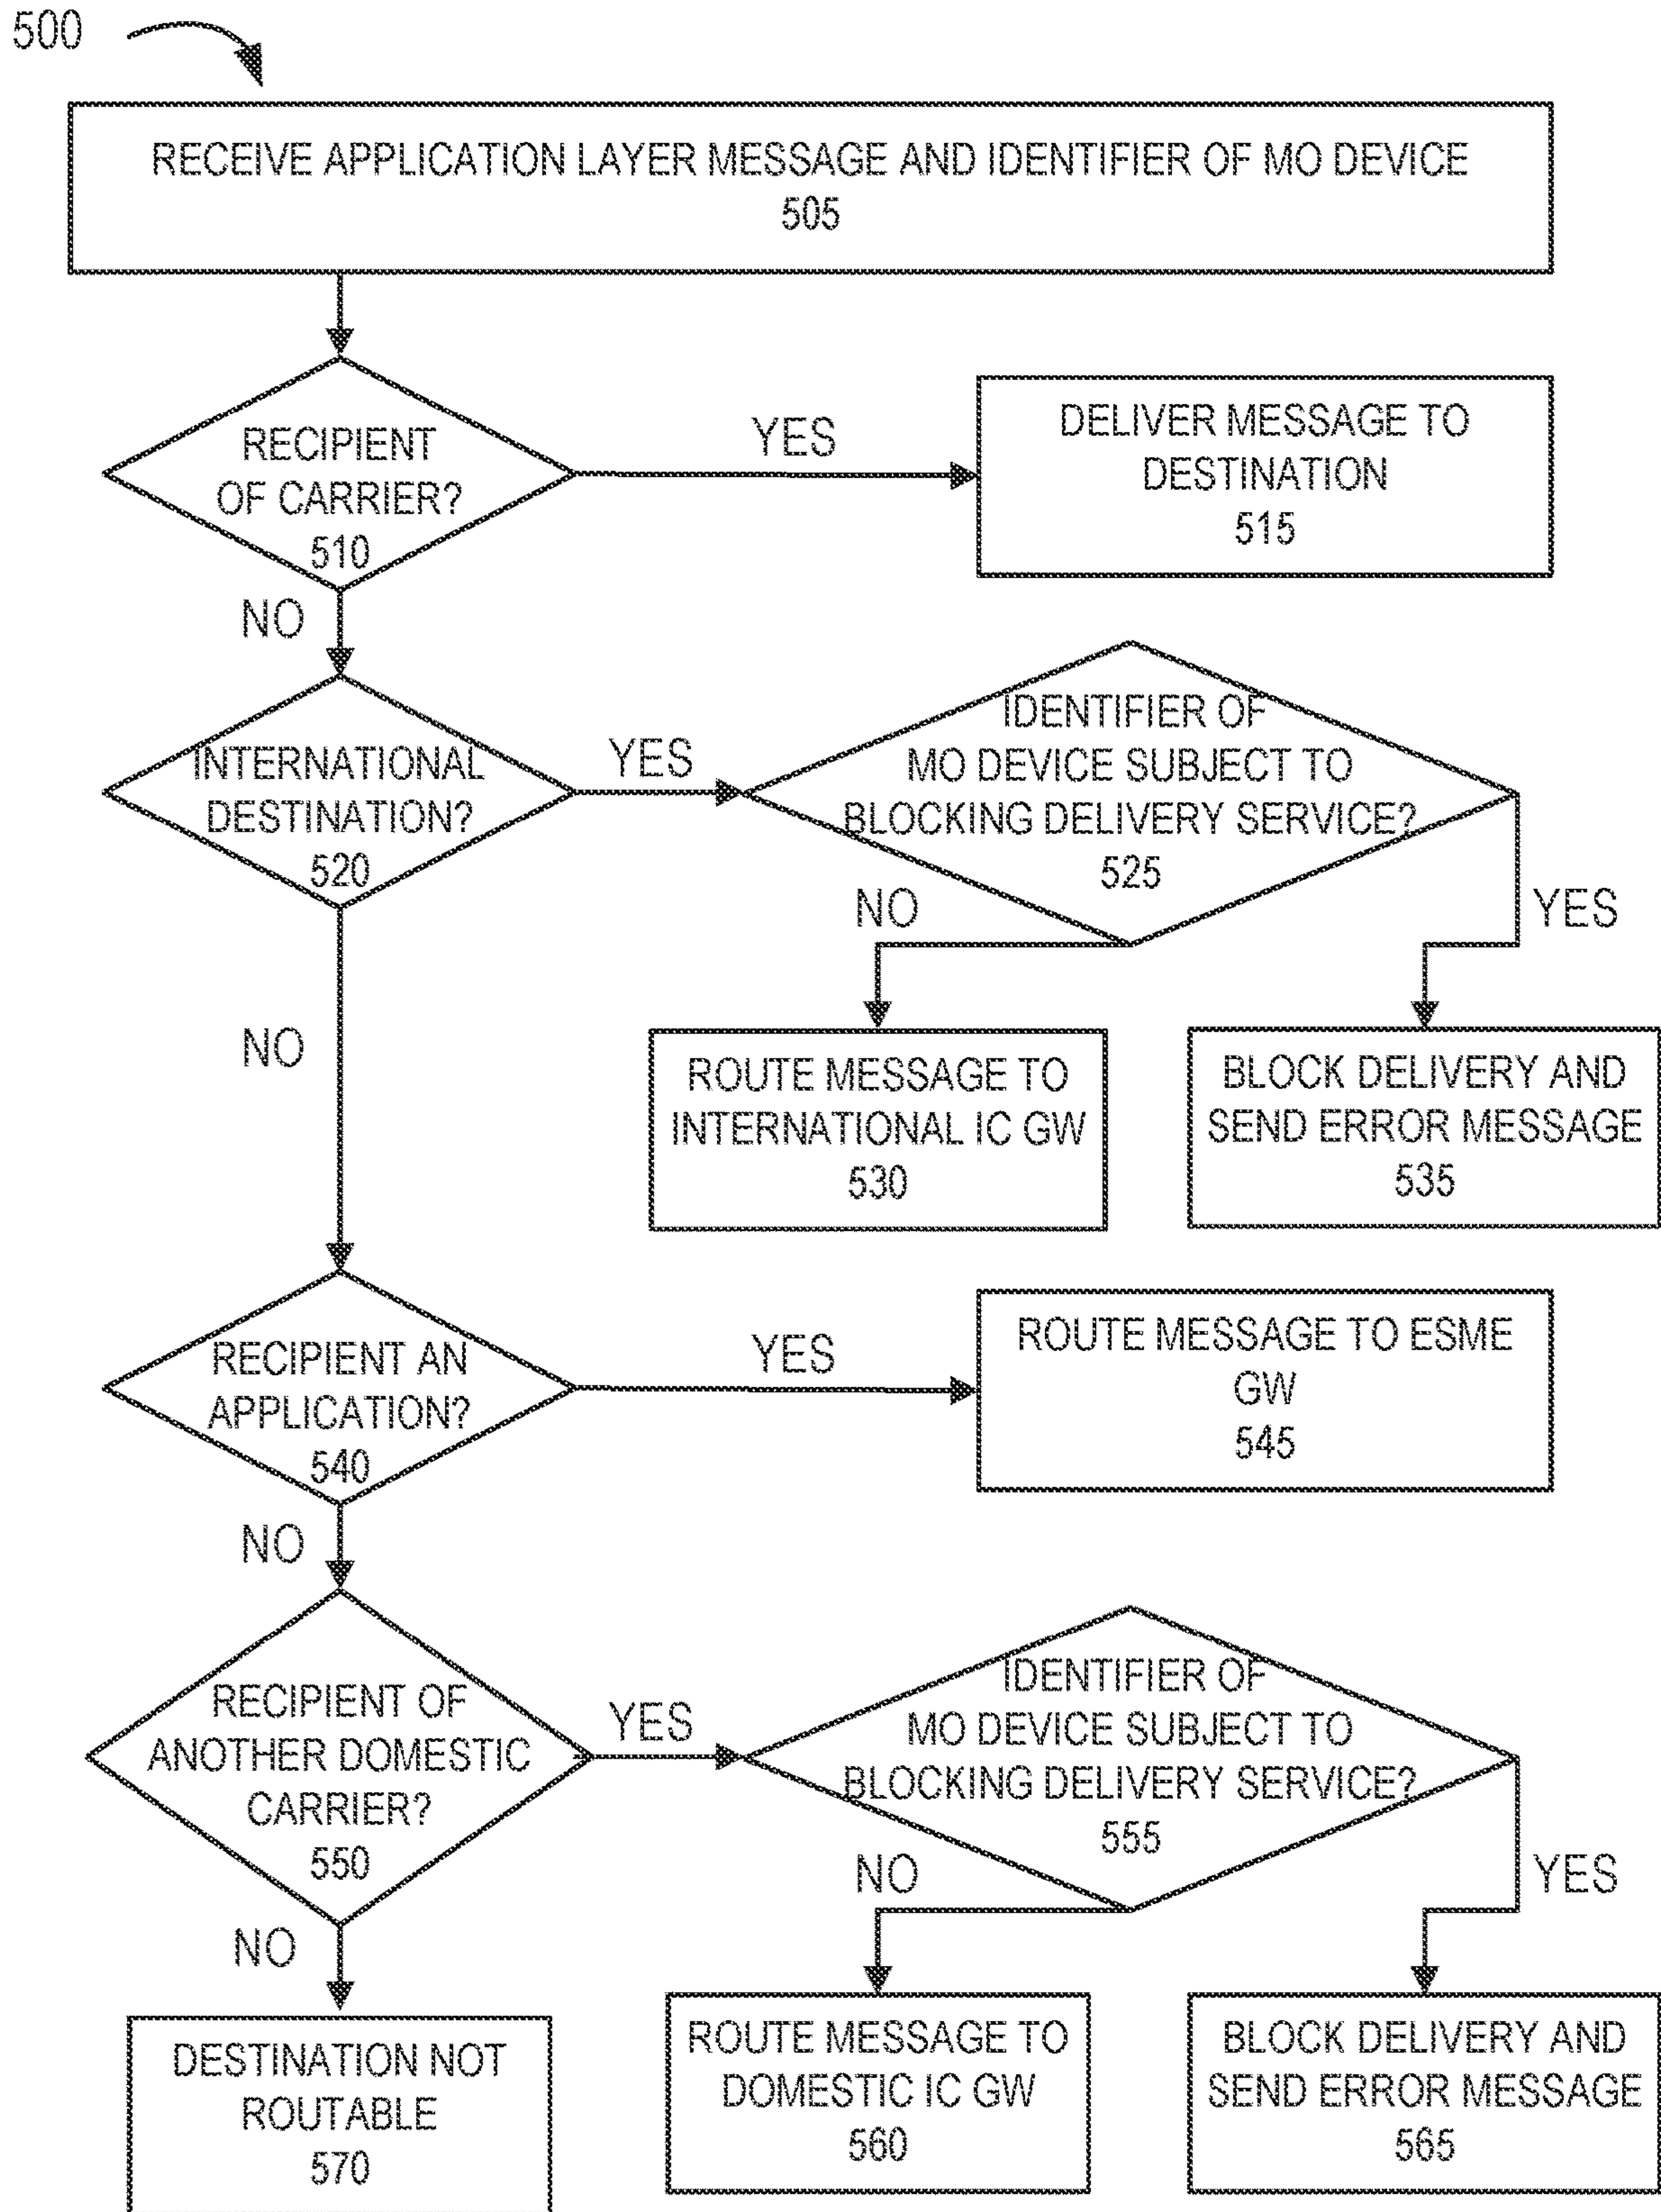 500
RECEIVE APPLICATION LAYER MESSAGE AND IDENTIFIER OF MO DEVICE
505
RECIPIENT
OF CARRIER?
510
YES
DELIVER MESSAGE TO
DESTINATION
515
NO
INTERNATIONAL
DESTINATION?
520
YES
IDENTIFIER OF
MO DEVICE SUBJECT TO
BLOCKING DELIVERY SERVICE?
525
NO
YES
NO
ROUTE MESSAGE TO
INTERNATIONAL IC GW
530
BLOCK DELIVERY AND
SEND ERROR MESSAGE
535
RECIPIENT AN
APPLICATION?
540
YES
ROUTE MESSAGE TO ESME
GW
545
NO
RECIPIENT OF
ANOTHER DOMESTIC
CARRIER?
550
YES
IDENTIFIER OF
MO DEVICE SUBJECT TO
BLOCKING DELIVERY SERVICE?
555
NO
YES
NO
DESTINATION NOT
ROUTABLE
570
ROUTE MESSAGE TO
DOMESTIC IC GW
560
BLOCK DELIVERY AND
SEND ERROR MESSAGE
565